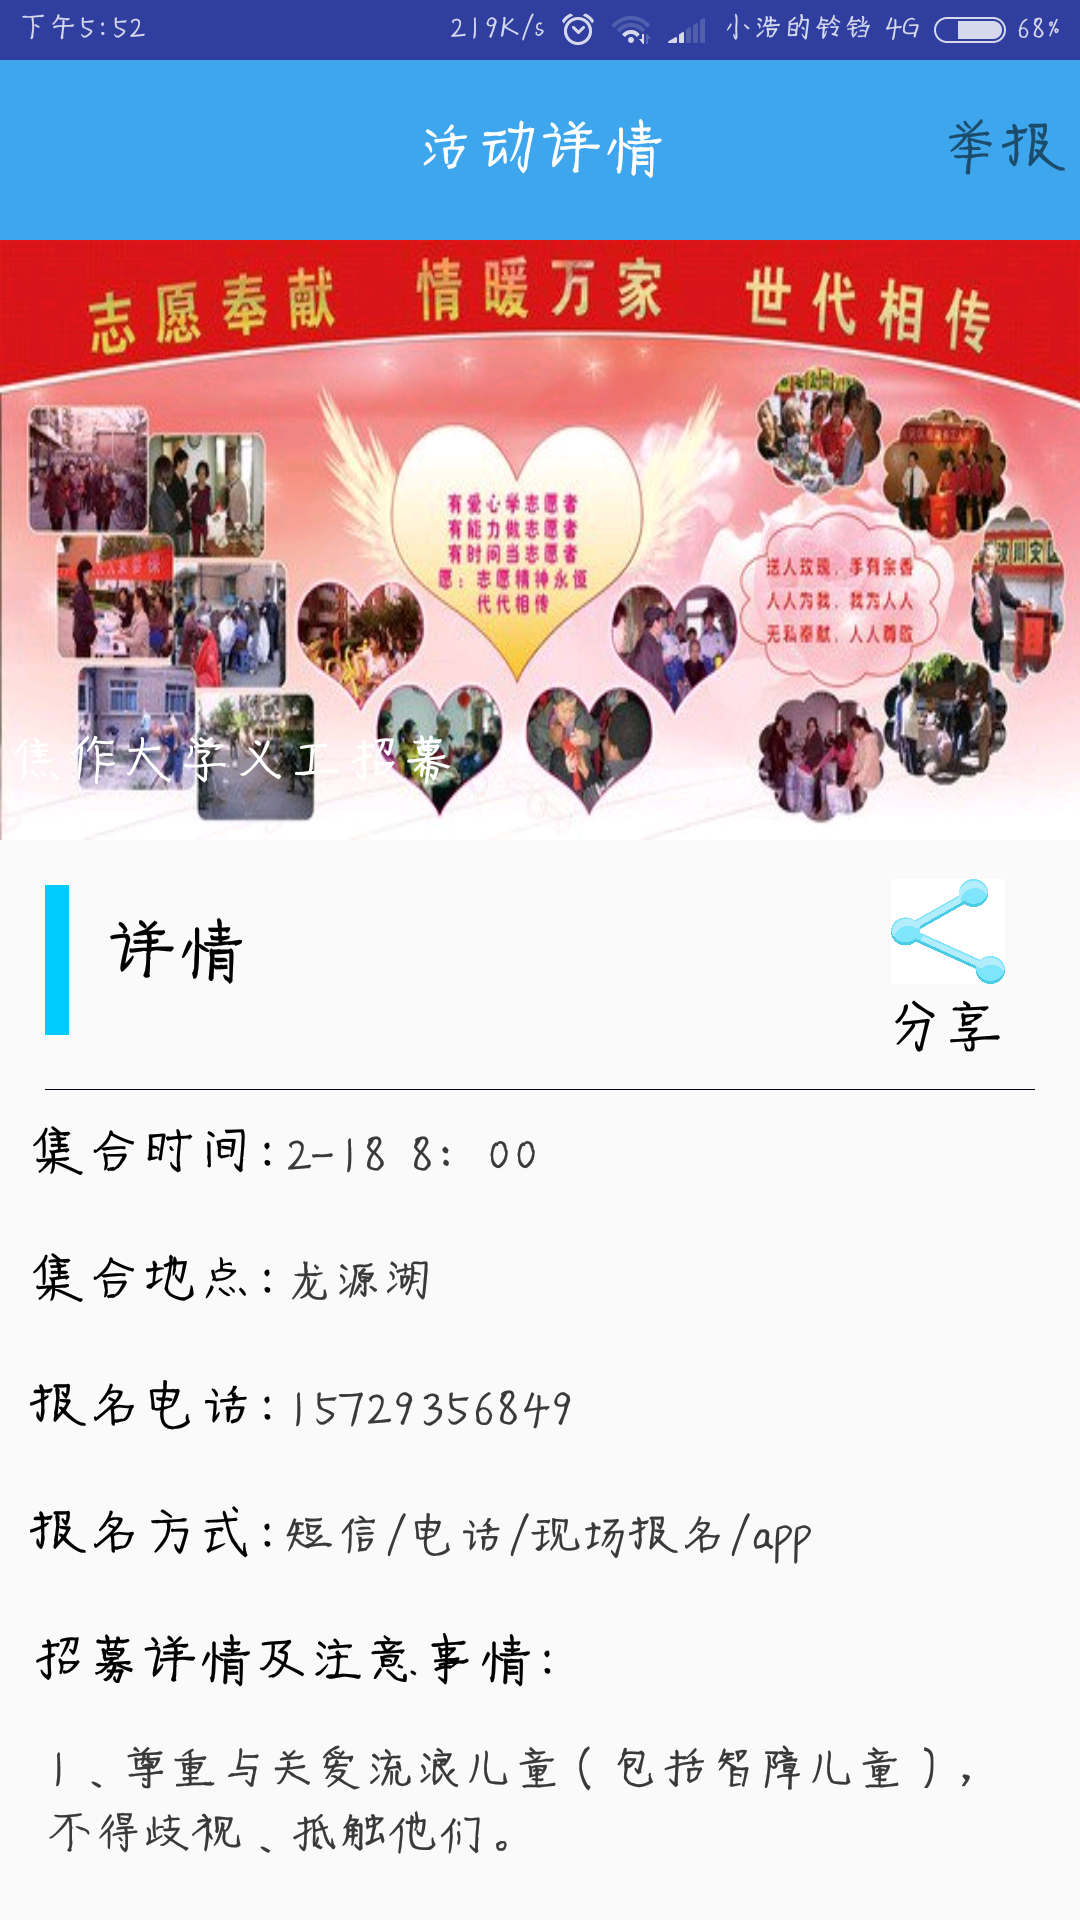 下午5:52 219K/s 小浩的铃铛 4G 68%
活动详情 举报
志愿奉献 情暖万家 世代相传
有爱心学志愿者
有能力做志愿者
有时间当志愿者
愿：志愿精神永恒
代代相传
送人玫瑰，手有余香
人人为我，我为人人
无私奉献，人人尊敬
焦作大学义工招募
详情
分享
集合时间:2-18 8： 00
集合地点:龙源湖
报名电话:15729356849
报名方式:短信/电话/现场报名/app
招募详情及注意事情:
1、尊重与关爱流浪儿童(包括智障儿童)，
不得歧视、抵触他们。